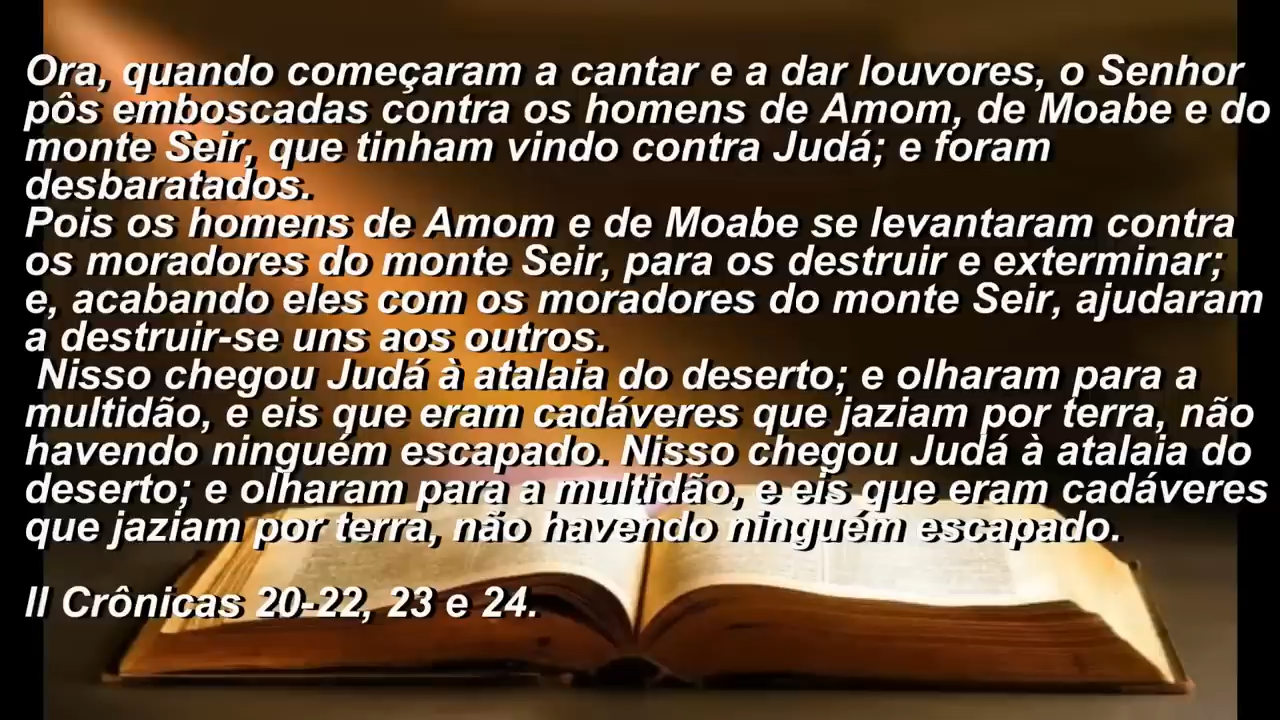 Ora, quando começaram a cantar e a dar louvores, o Senhor
pôs emboscadas contra os homens de Amom, de Moabe e do
monte Seir, que tinham vindo contra Judá; e foram
desbaratados.
Pois os homens de Amom e de Moabe se levantaram contra
os moradores do monte Seir, para os destruir e exterminar;
e, acabando eles com os moradores do monte Seir, ajudaram
a destruir-se uns aos outros.
Nisso chegou Judá à atalaia do deserto; e olharam para a
multidão, e eis que eram cadáveres que jaziam por terra, não
havendo ninguém escapado. Nisso chegou Judá à atalaia do
deserto; e olharam para a multidão, e eis que eram cadáveres
que jaziam por terra, não havendo ninguém escapado.
II Crônicas 20-22, 23 e 24.